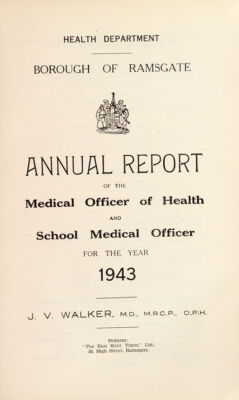 HEALTH DEPARTMENT
BOROUGH OF RAMSGATE
ANNUAL REPORT
OF THE
Medical Officer of Health
AND
School Medical Officer
FOR THE YEAR
1943
J. V. WALKER, M.D., M.R.C.P., D.P.H.
PRINTERS:
"The East Kent Times," Ltd.,
35, High Street, Ramsgate.